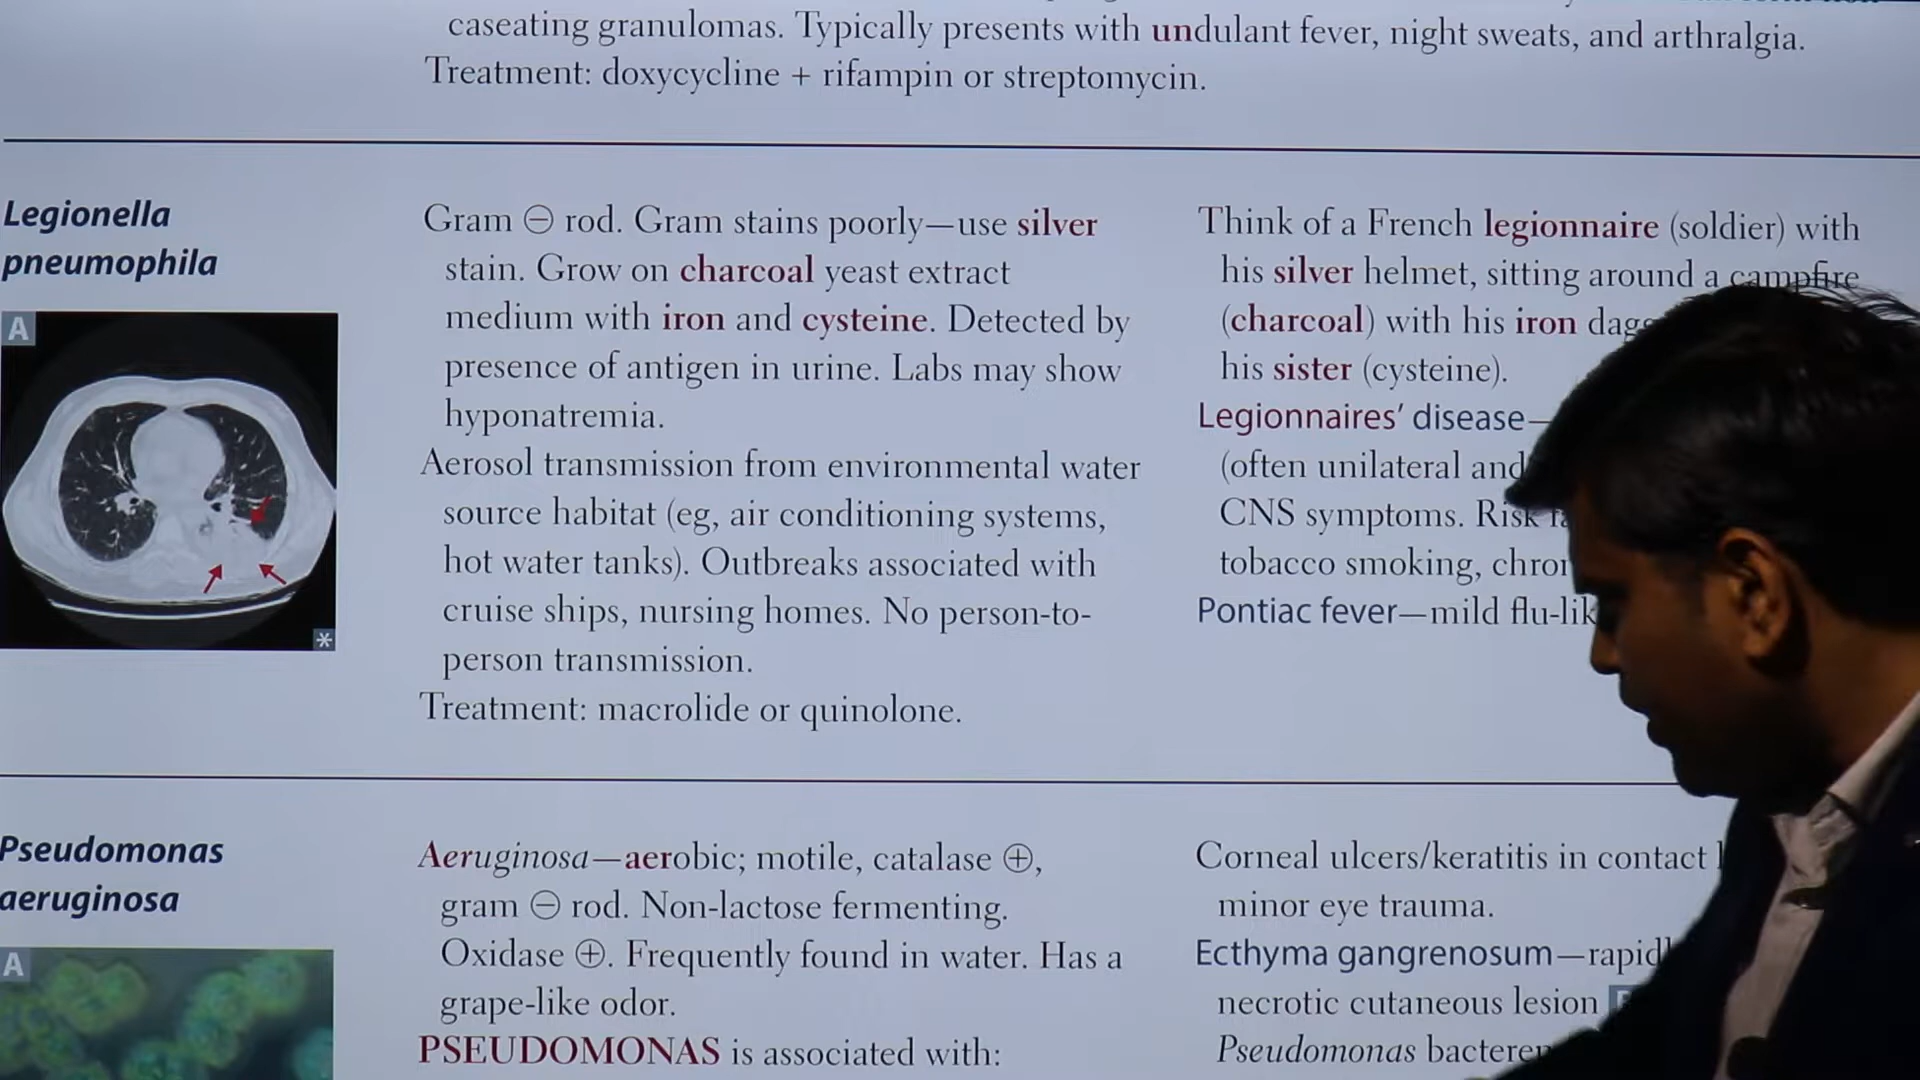 caseating granulomas. Typically presents with undulant fever, night sweats, and arthralgia.
Treatment: doxycycline + rifampin or streptomycin.
Legionella
pneumophila
A
*
Gram ⊖ rod. Gram stains poorly—use silver
stain. Grow on charcoal yeast extract
medium with iron and cysteine. Detected by
presence of antigen in urine. Labs may show
hyponatremia.
Aerosol transmission from environmental water
source habitat (eg, air conditioning systems,
hot water tanks). Outbreaks associated with
cruise ships, nursing homes. No person-to-
person transmission.
Treatment: macrolide or quinolone.
Think of a French legionnaire (soldier) with
his silver helmet, sitting around a campfire
(charcoal) with his iron
his sister (cysteine).
Legionnaires’ disease—
(often unilateral and
CNS symptoms. Risk
tobacco smoking,
Pontiac fever—mild
Pseudomonas
aeruginosa
A
Aeruginosa—aerobic; motile, catalase ⊕,
gram ⊖ rod. Non-lactose fermenting.
Oxidase ⊕. Frequently found in water. Has a
grape-like odor.
PSEUDOMONAS is associated with:
Corneal ulcers/keratitis in contact
minor eye trauma.
Ecthyma gangrenosum—
necrotic cutaneous lesion
Pseudomonas